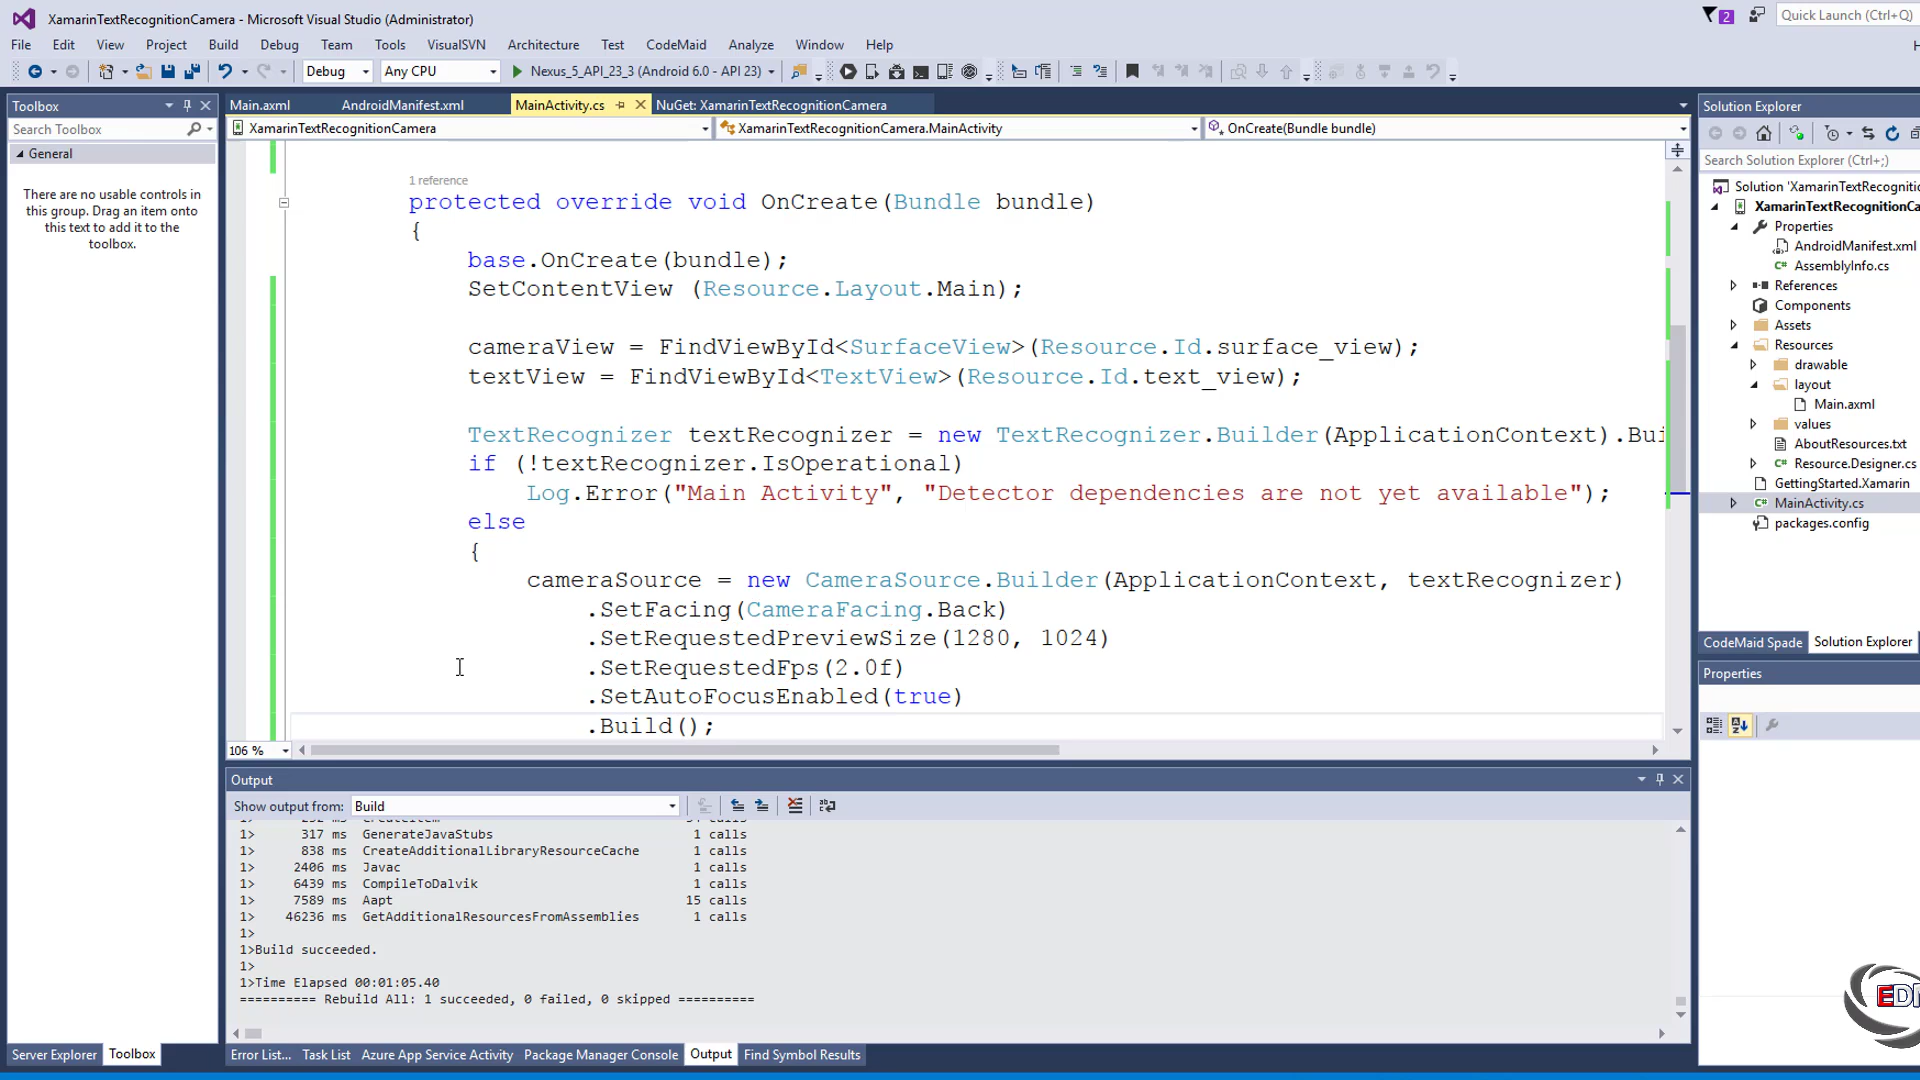 XamarinTextRecognitionCamera - Microsoft Visual Studio (Administrator)
2
Quick Launch (Ctrl+Q)
File Edit View Project Build Debug Team Tools VisualSVN Architecture Test CodeMaid Analyze Window Help
Debug Any CPU Nexus_5_API_23_3 (Android 6.0 - API 23)
Toolbox
Search Toolbox
General
There are no usable controls in
this group. Drag an item onto
this text to add it to the
toolbox.
Main.axml AndroidManifest.xml MainActivity.cs NuGet: XamarinTextRecognitionCamera
XamarinTextRecognitionCamera XamarinTextRecognitionCamera.MainActivity OnCreate(Bundle bundle)
1 reference
protected override void OnCreate(Bundle bundle)
{
base.OnCreate(bundle);
SetContentView (Resource.Layout.Main);
cameraView = FindViewById<SurfaceView>(Resource.Id.surface_view);
textView = FindViewById<TextView>(Resource.Id.text_view);
TextRecognizer textRecognizer = new TextRecognizer.Builder(ApplicationContext).Bui
if (!textRecognizer.IsOperational)
Log.Error("Main Activity", "Detector dependencies are not yet available");
else
{
cameraSource = new CameraSource.Builder(ApplicationContext, textRecognizer)
.SetFacing(CameraFacing.Back)
.SetRequestedPreviewSize(1280, 1024)
.SetRequestedFps(2.0f)
.SetAutoFocusEnabled(true)
.Build();
106 %
Output
Show output from: Build
1> 317 ms GenerateJavaStubs 1 calls
1> 838 ms CreateAdditionalLibraryResourceCache 1 calls
1> 2406 ms Javac 1 calls
1> 6439 ms CompileToDalvik 1 calls
1> 7589 ms Aapt 15 calls
1> 46236 ms GetAdditionalResourcesFromAssemblies 1 calls
1>
1>Build succeeded.
1>
1>Time Elapsed 00:01:05.40
========== Rebuild All: 1 succeeded, 0 failed, 0 skipped ==========
Server Explorer Toolbox
Error List... Task List Azure App Service Activity Package Manager Console Output Find Symbol Results
Solution Explorer
Search Solution Explorer (Ctrl+;)
Solution 'XamarinTextRecogniti
XamarinTextRecognitionCa
Properties
AndroidManifest.xml
AssemblyInfo.cs
References
Components
Assets
Resources
drawable
layout
Main.axml
values
AboutResources.txt
Resource.Designer.cs
GettingStarted.Xamarin
MainActivity.cs
packages.config
CodeMaid Spade Solution Explorer
Properties